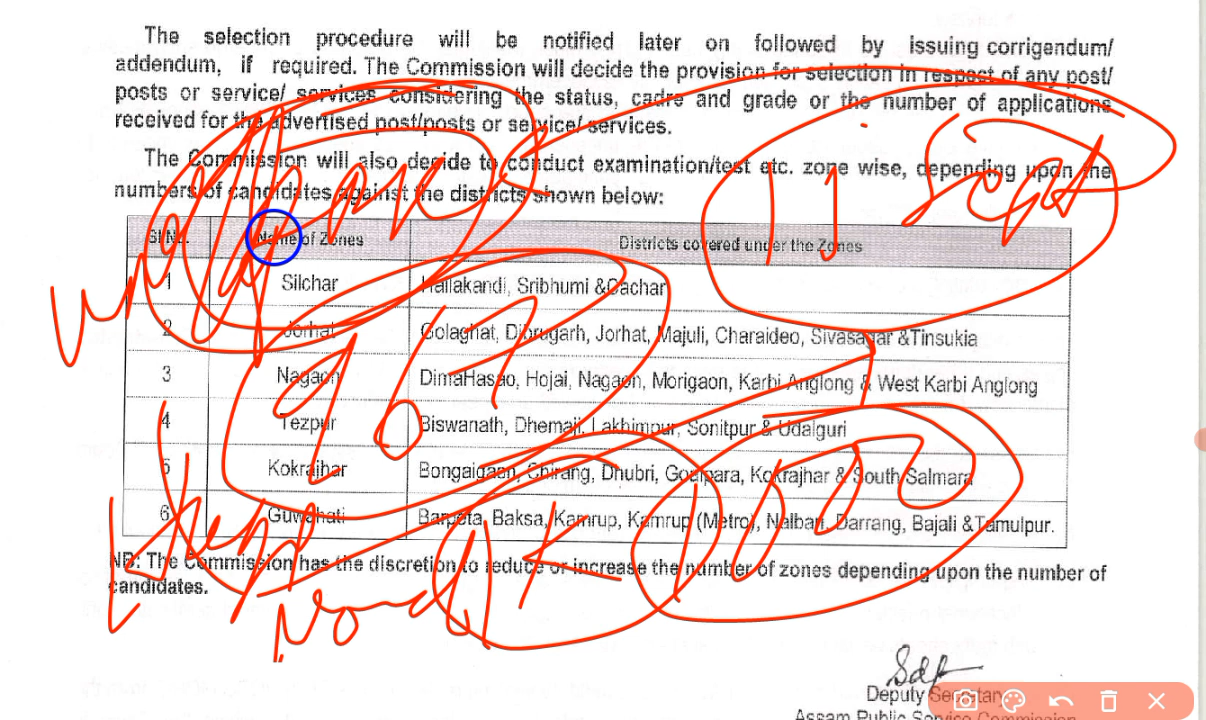 The selection procedure will be notified later on followed by issuing corrigendum/
addendum, if required. The Commission will decide the provision for selection in respect of any post/
posts or service/ services considering the status, cadre and grade or the number of applications
received for the advertised post/posts or service/ services.
The Commission will also decide to conduct examination/test etc. zone wise, depending upon the
numbers of candidates against the districts shown below:
Sl No. Name of Zones Districts covered under the Zones
1 Silchar Hailakandi, Sribhumi &Cachar
2 Jorhat Golaghat, Dibrugarh, Jorhat, Majuli, Charaideo, Sivasagar &Tinsukia
3 Nagaon DimaHasao, Hojai, Nagaon, Morigaon, Karbi Anglong & West Karbi Anglong
4 Tezpur Biswanath, Dhemaji, Lakhimpur, Sonitpur & Udalguri
5 Kokrajhar Bongaigaon, Chirang, Dhubri, Goalpara, Kokrajhar & South Salmara
6 Guwahati Barpeta, Baksa, Kamrup, Kamrup (Metro), Nalbari, Darrang, Bajali &Tamulpur.
NB: The Commission has the discretion to reduce or increase the number of zones depending upon the number of
candidates.
Sd/-
Deputy Secretary
Assam Public Service Commission